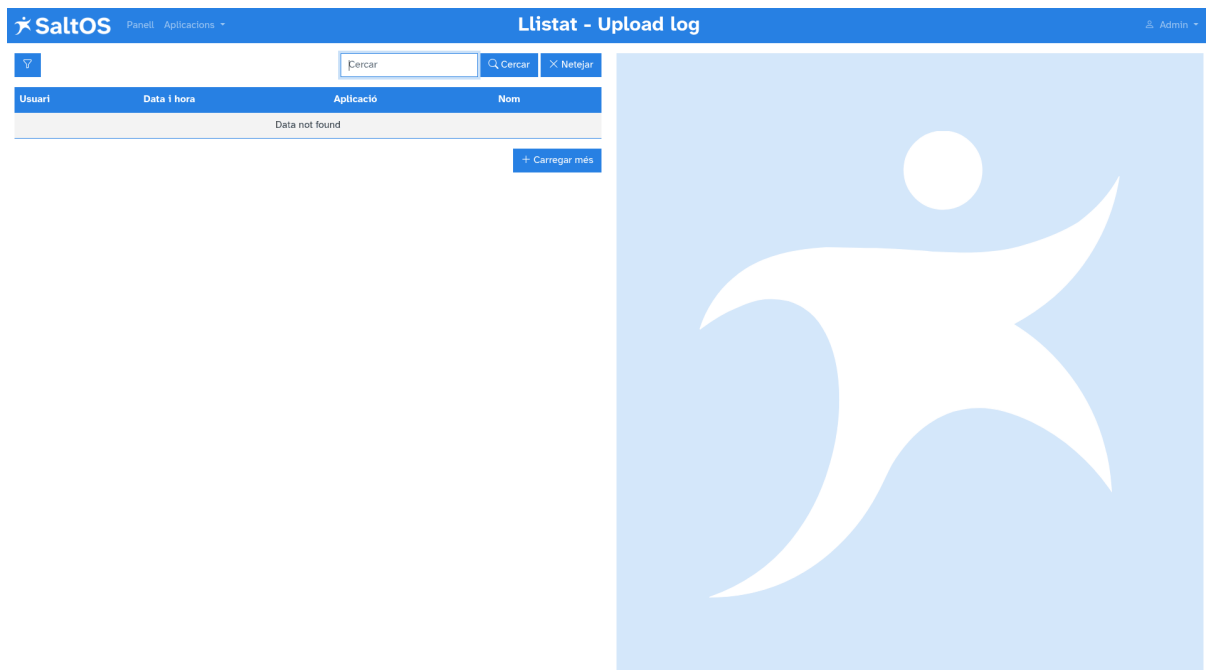 SaltOS Panell Aplicacions Llistat - Upload log Admin
Cercar Cercar Netejar
Usuari Data i hora Aplicació Nom
Data not found
+ Carregar més